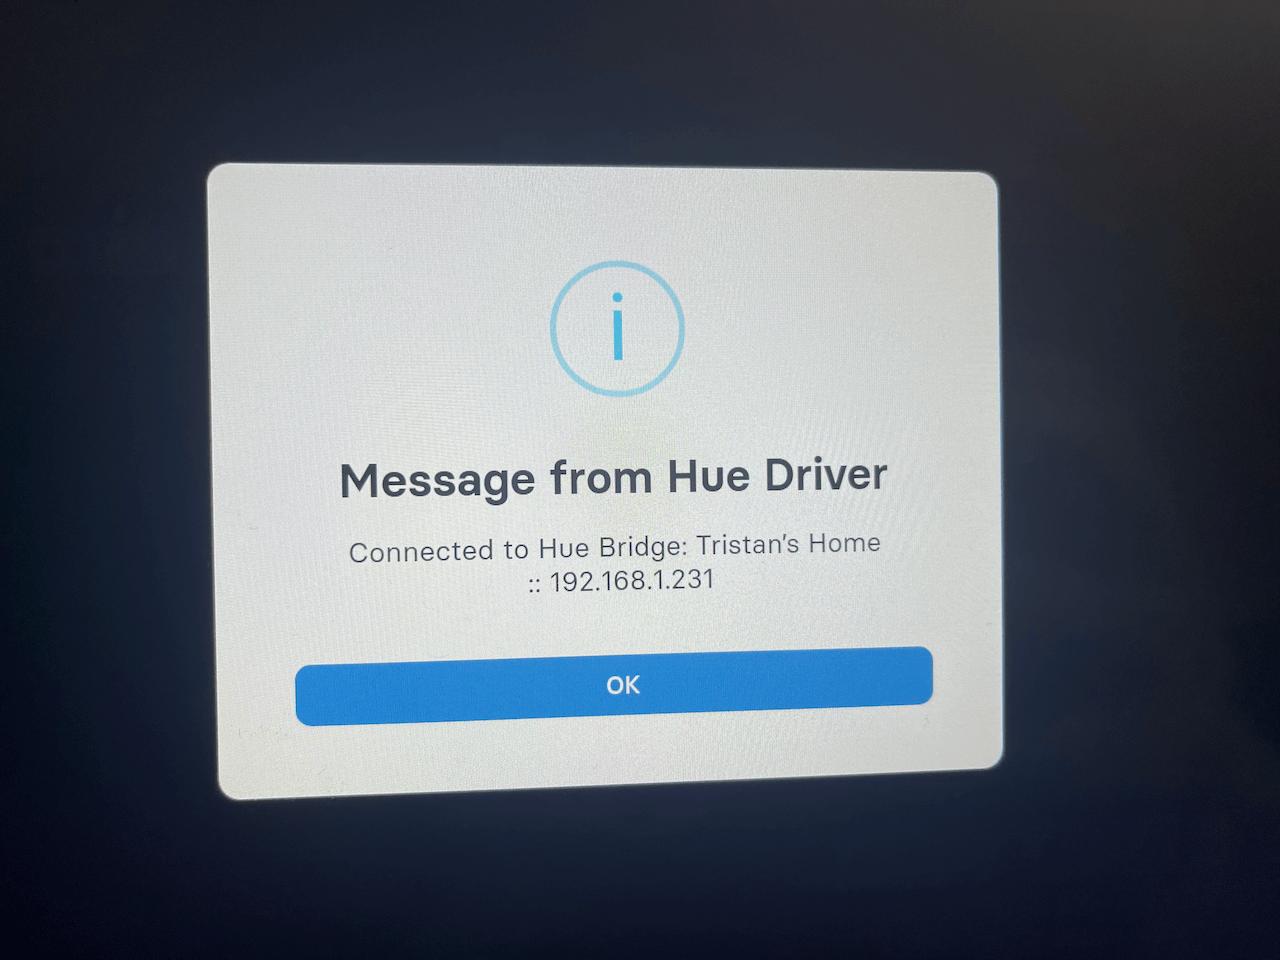 Message from Hue Driver
Connected to Hue Bridge: Tristan's Home
:: 192.168.1.231
OK